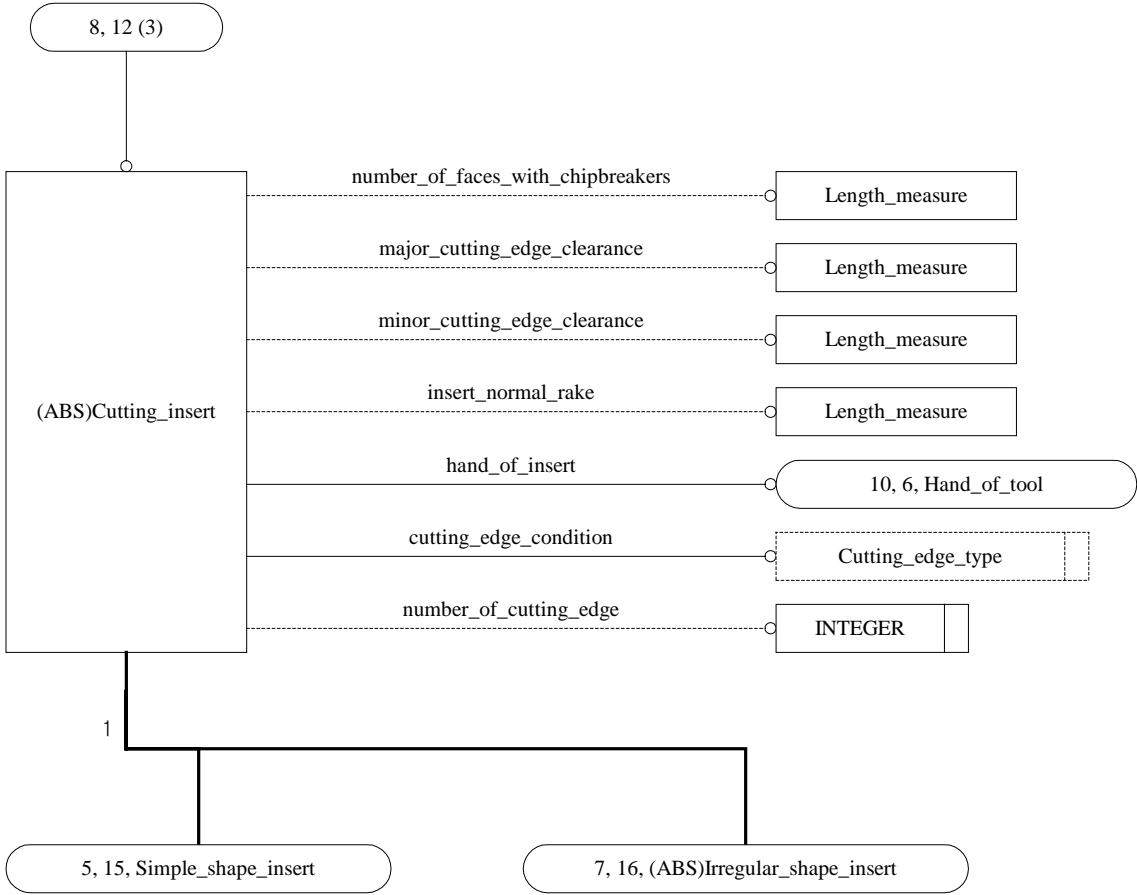 8, 12 (3)
number_of_faces_with_chipbreakers
Length_measure
major_cutting_edge_clearance
Length_measure
minor_cutting_edge_clearance
Length_measure
insert_normal_rake
Length_measure
(ABS)Cutting_insert
hand_of_insert
10, 6, Hand_of_tool
cutting_edge_condition
Cutting_edge_type
number_of_cutting_edge
INTEGER
1
5, 15, Simple_shape_insert
7, 16, (ABS)Irregular_shape_insert